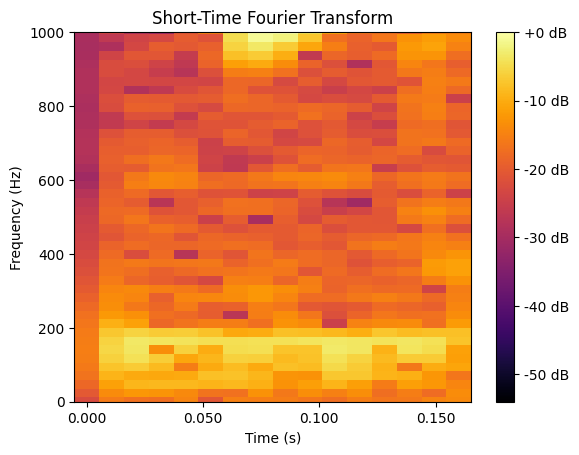 Short-Time Fourier Transform
1000
800
600
400
200
0
Frequency (Hz)
0.000
0.050
0.100
0.150
Time (s)
+0 dB
-10 dB
-20 dB
-30 dB
-40 dB
-50 dB